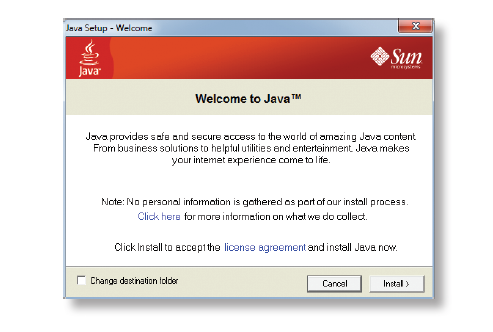 Java Setup - Welcome
Java
Sun
microsystems
Welcome to Java™
Java provides safe and secure access to the world of amazing Java content.
From business solutions to helpful utilities and entertainment, Java makes
your internet experience come to life.
Note: No personal information is gathered as part of our install process.
Click here for more information on what we do collect.
Click Install to accept the license agreement and install Java now.
Change destination folder
Cancel
Install >